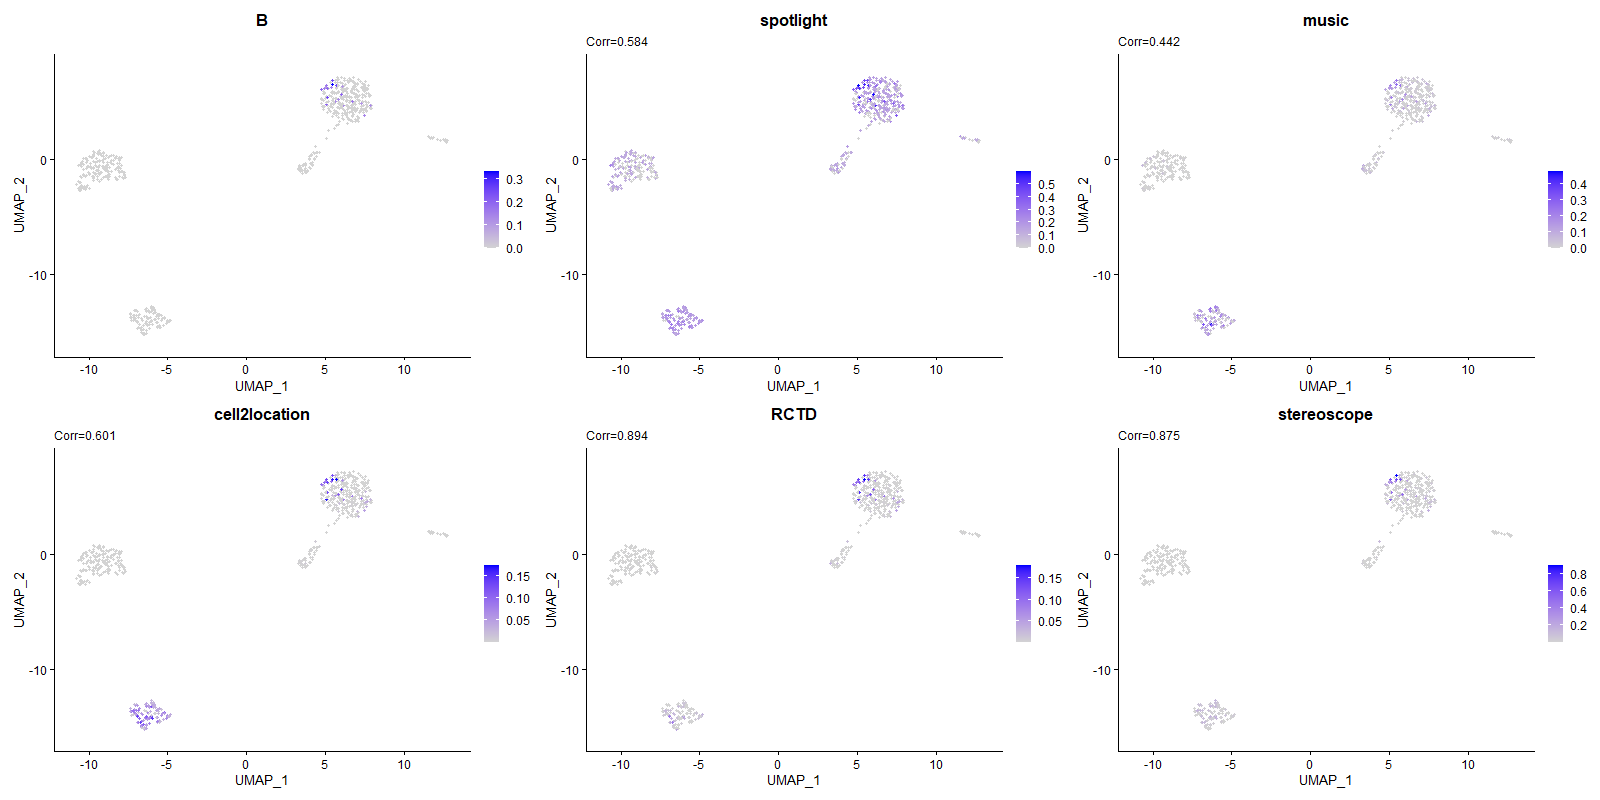 B
0
-10
-10
-5
0
5
10
UMAP_1
UMAP_2
0.3
0.2
0.1
0.0
spotlight
Corr=0.584
0
-10
-10
-5
0
5
10
UMAP_1
UMAP_2
0.5
0.4
0.3
0.2
0.1
0.0
music
Corr=0.442
0
-10
-10
-5
0
5
10
UMAP_1
UMAP_2
0.4
0.3
0.2
0.1
0.0
cell2location
Corr=0.601
0
-10
-10
-5
0
5
10
UMAP_1
UMAP_2
0.15
0.10
0.05
RCTD
Corr=0.894
0
-10
-10
-5
0
5
10
UMAP_1
UMAP_2
0.15
0.10
0.05
stereoscope
Corr=0.875
0
-10
-10
-5
0
5
10
UMAP_1
UMAP_2
0.8
0.6
0.4
0.2